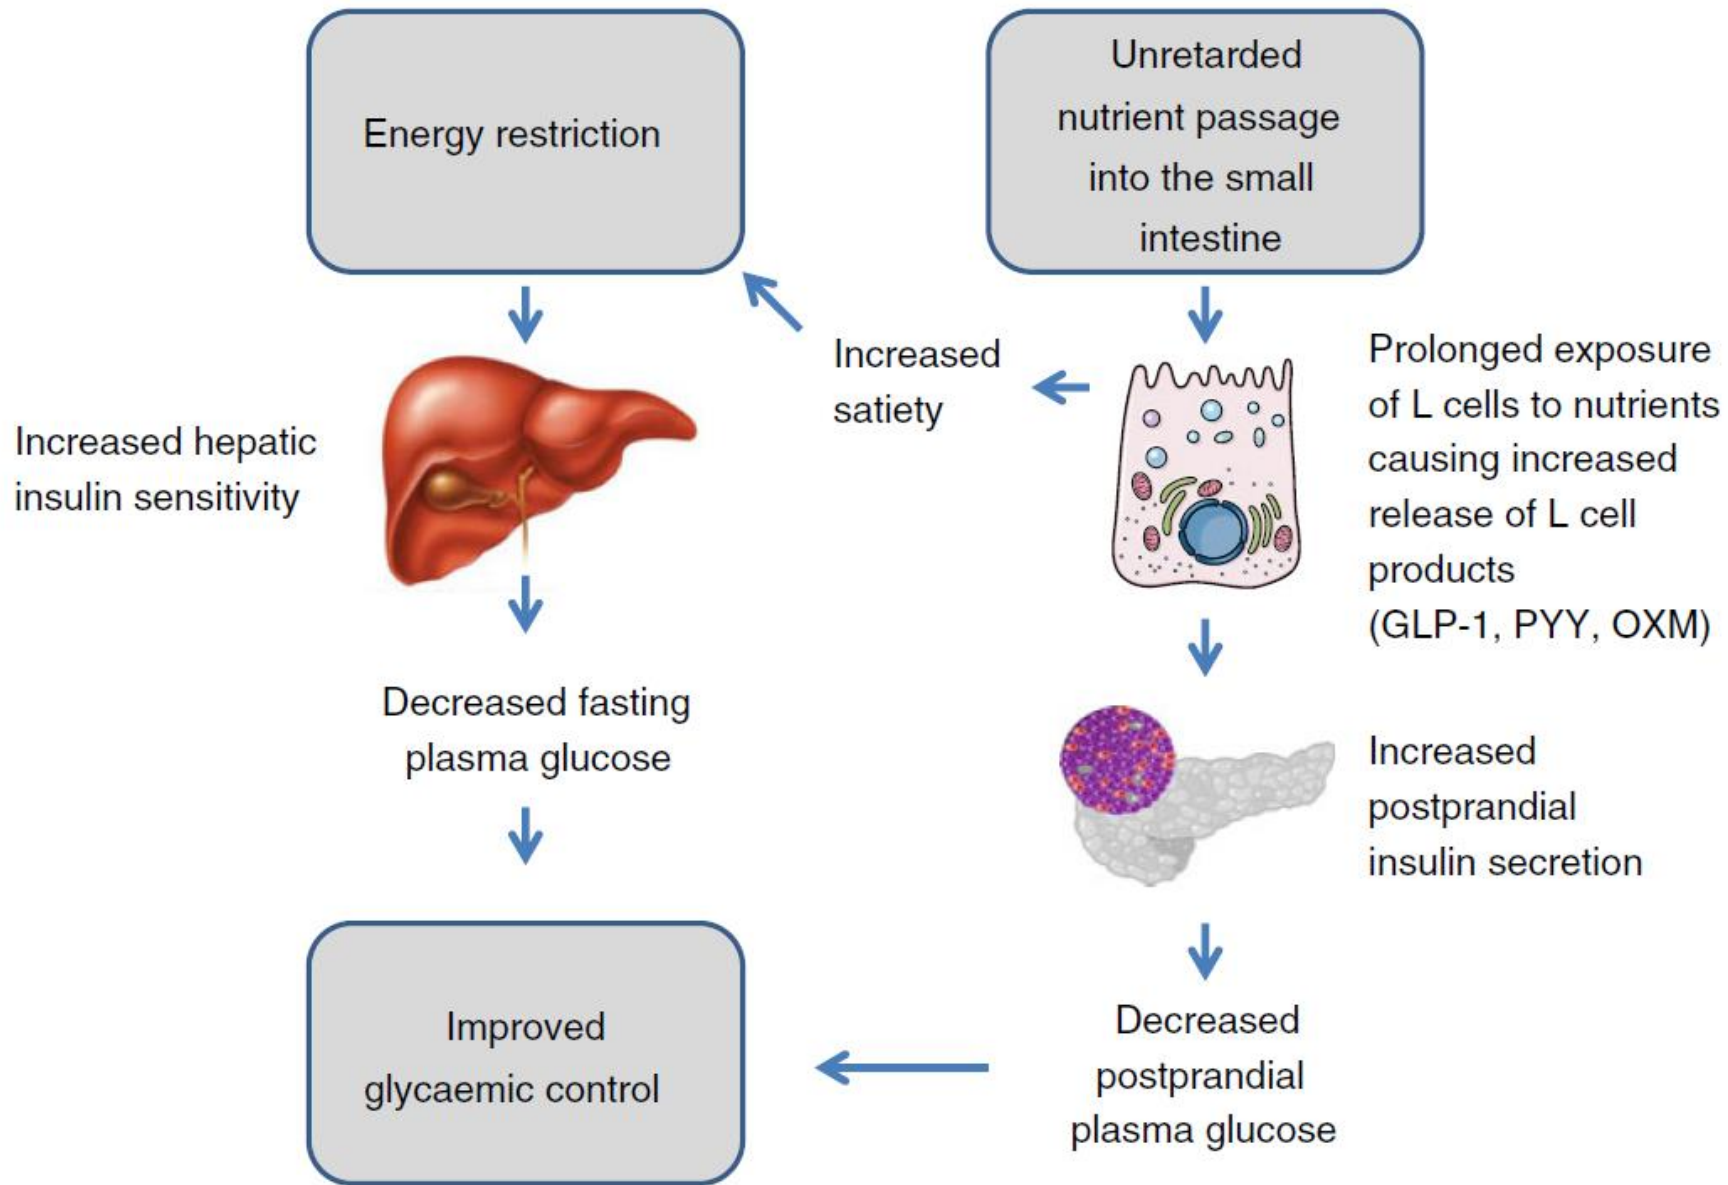 Energy restriction
Unretarded
nutrient passage
into the small
intestine
Increased
satiety
Prolonged exposure
of L cells to nutrients
causing increased
release of L cell
products
(GLP-1, PYY, OXM)
Increased hepatic
insulin sensitivity
Decreased fasting
plasma glucose
Increased
postprandial
insulin secretion
Improved
glycaemic control
Decreased
postprandial
plasma glucose